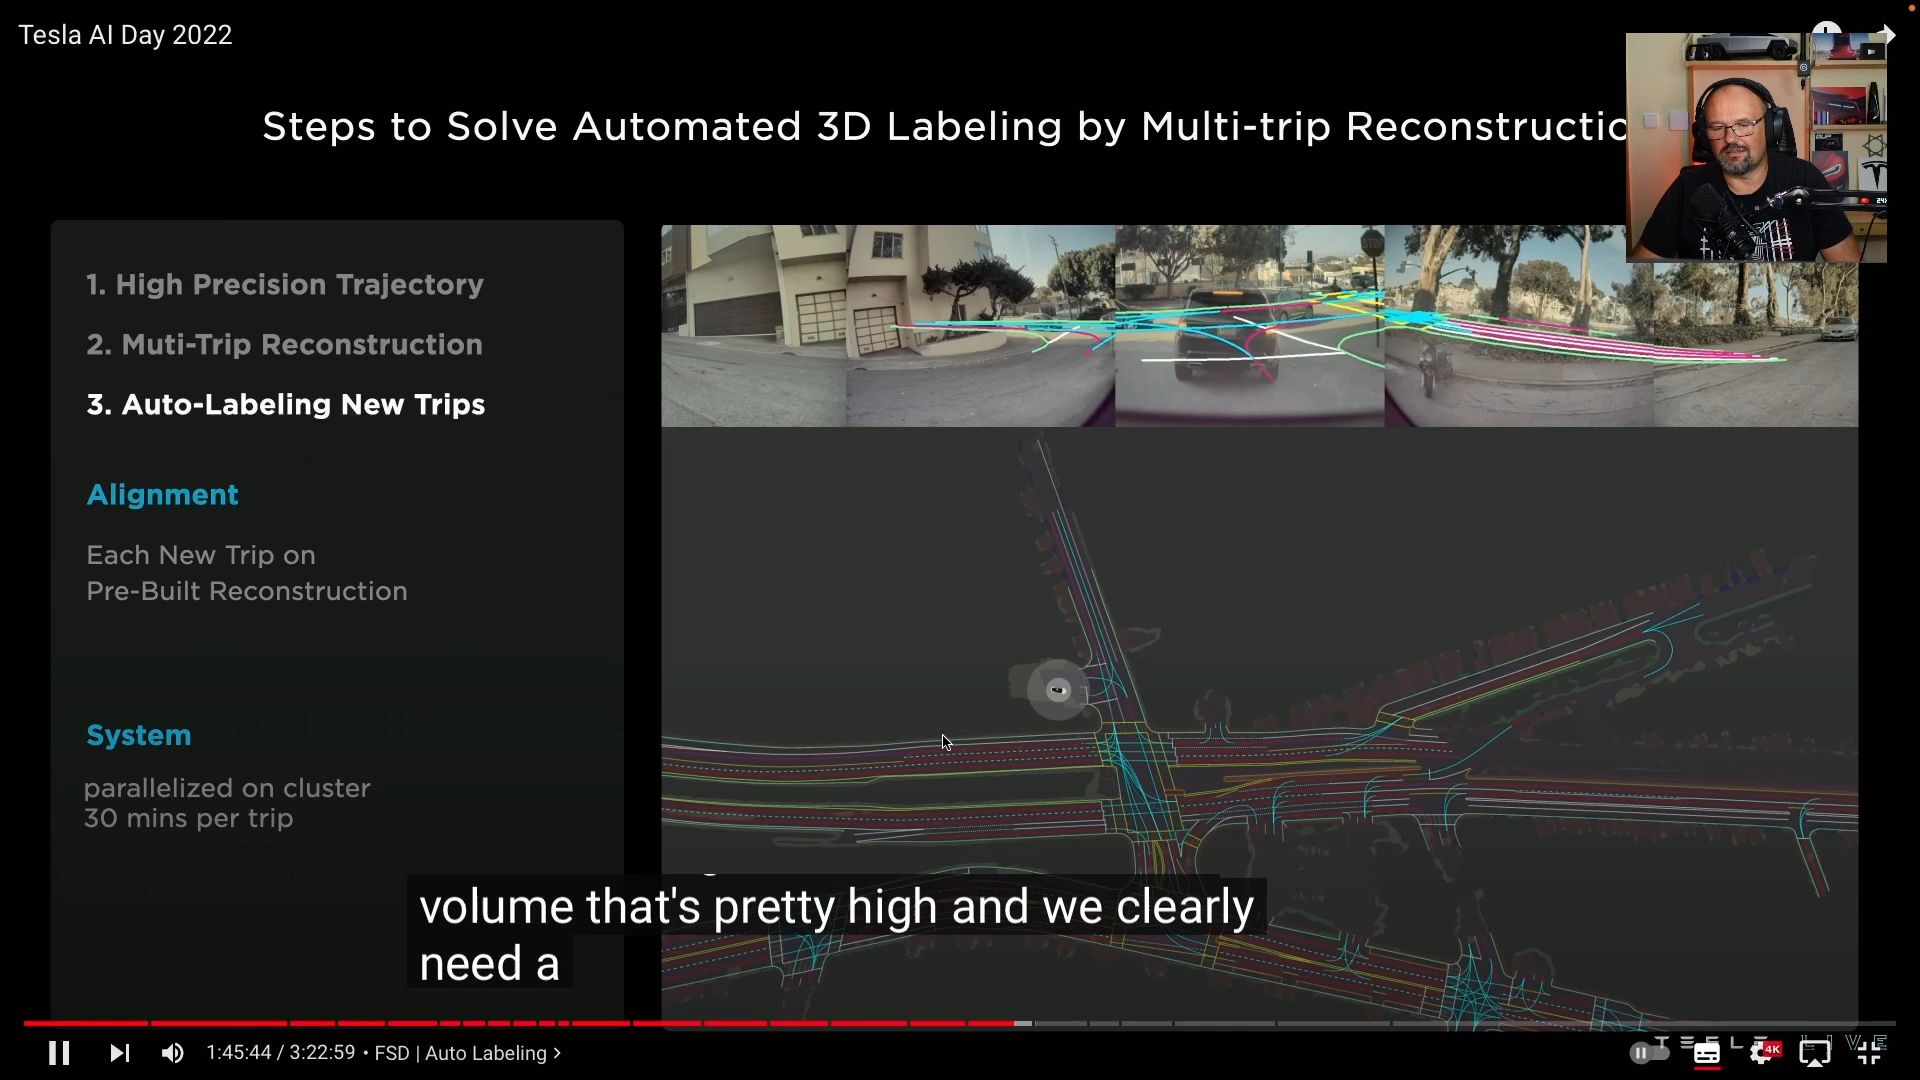 Tesla AI Day 2022
Steps to Solve Automated 3D Labeling by Multi-trip Reconstructio
1. High Precision Trajectory
2. Muti-Trip Reconstruction
3. Auto-Labeling New Trips
Alignment
Each New Trip on
Pre-Built Reconstruction
System
parallelized on cluster
30 mins per trip
volume that's pretty high and we clearly
need a
1:45:44 / 3:22:59 • FSD | Auto Labeling >
4K
STOP